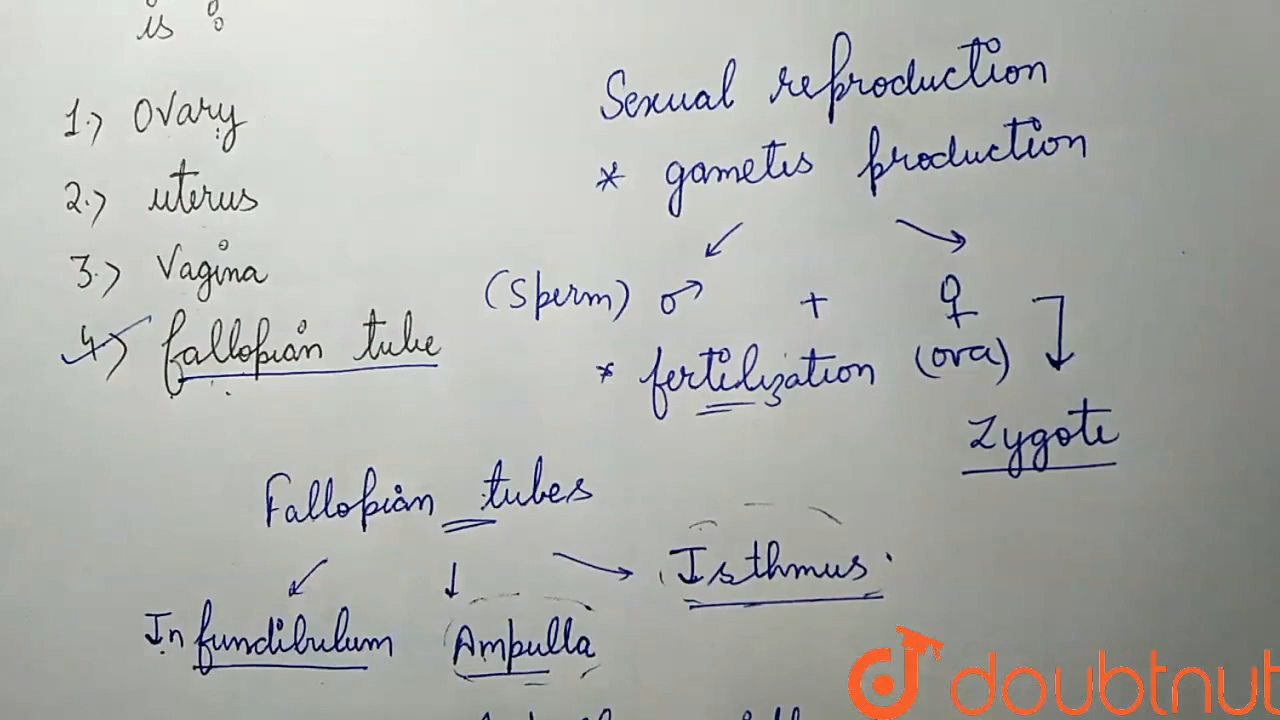 is :
1.) Ovary
2.) uterus
3.) Vagina
4.) fallopian tube
Sexual reproduction
* gametes production
(Sperm) ♂ + ♀
* fertilization (ova)
Zygote
Fallopian tubes
Infundibulum Ampulla Isthmus
doubtnut